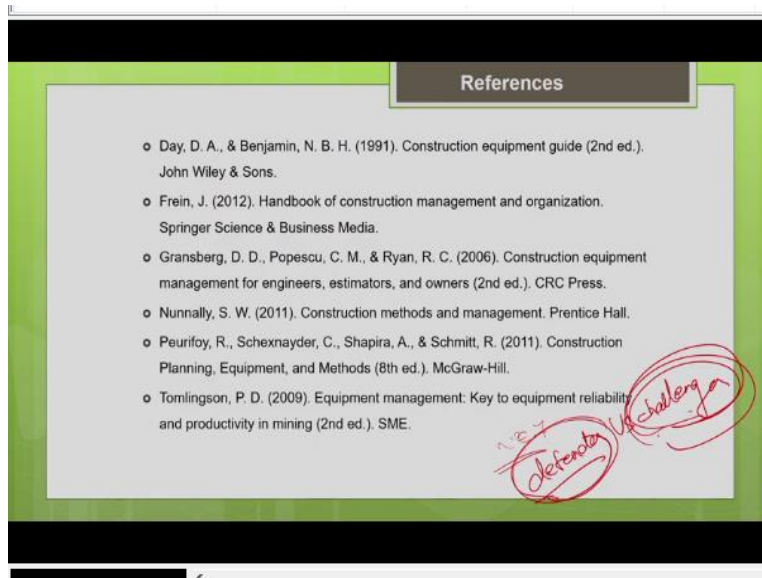 References
Day, D. A., & Benjamin, N. B. H. (1991). Construction equipment guide (2nd ed.).
John Wiley & Sons.
Frein, J. (2012). Handbook of construction management and organization.
Springer Science & Business Media.
Gransberg, D. D., Popescu, C. M., & Ryan, R. C. (2006). Construction equipment
management for engineers, estimators, and owners (2nd ed.). CRC Press.
Nunnally, S. W. (2011). Construction methods and management. Prentice Hall.
Peurifoy, R., Schexnayder, C., Shapira, A., & Schmitt, R. (2011). Construction
Planning, Equipment, and Methods (8th ed.). McGraw-Hill.
Tomlingson, P. D. (2009). Equipment management: Key to equipment reliability
and productivity in mining (2nd ed.). SME.
defender Vs challenger